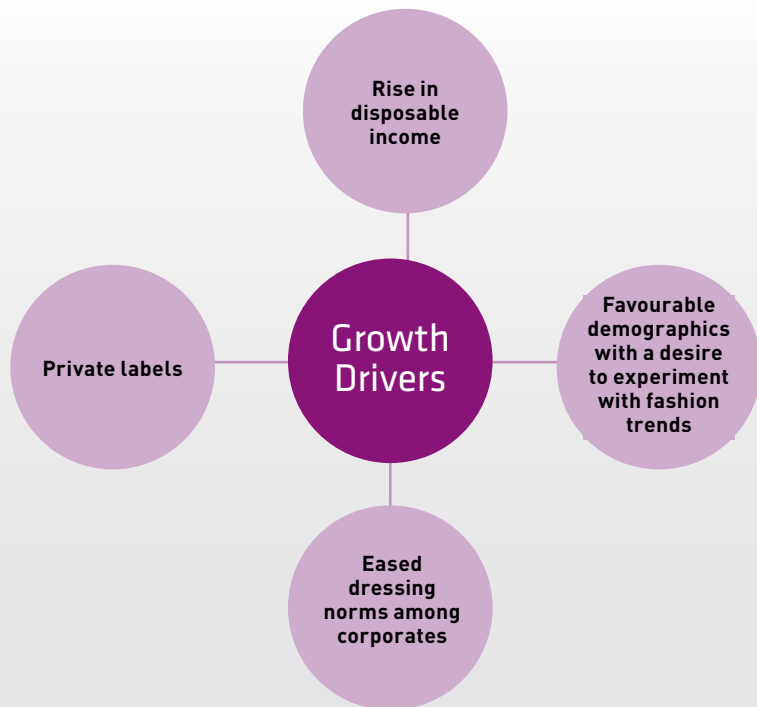 Rise in
disposable
income
Growth
Drivers
Private labels
Favourable
demographics
with a desire
to experiment
with fashion
trends
Eased
dressing
norms among
corporates